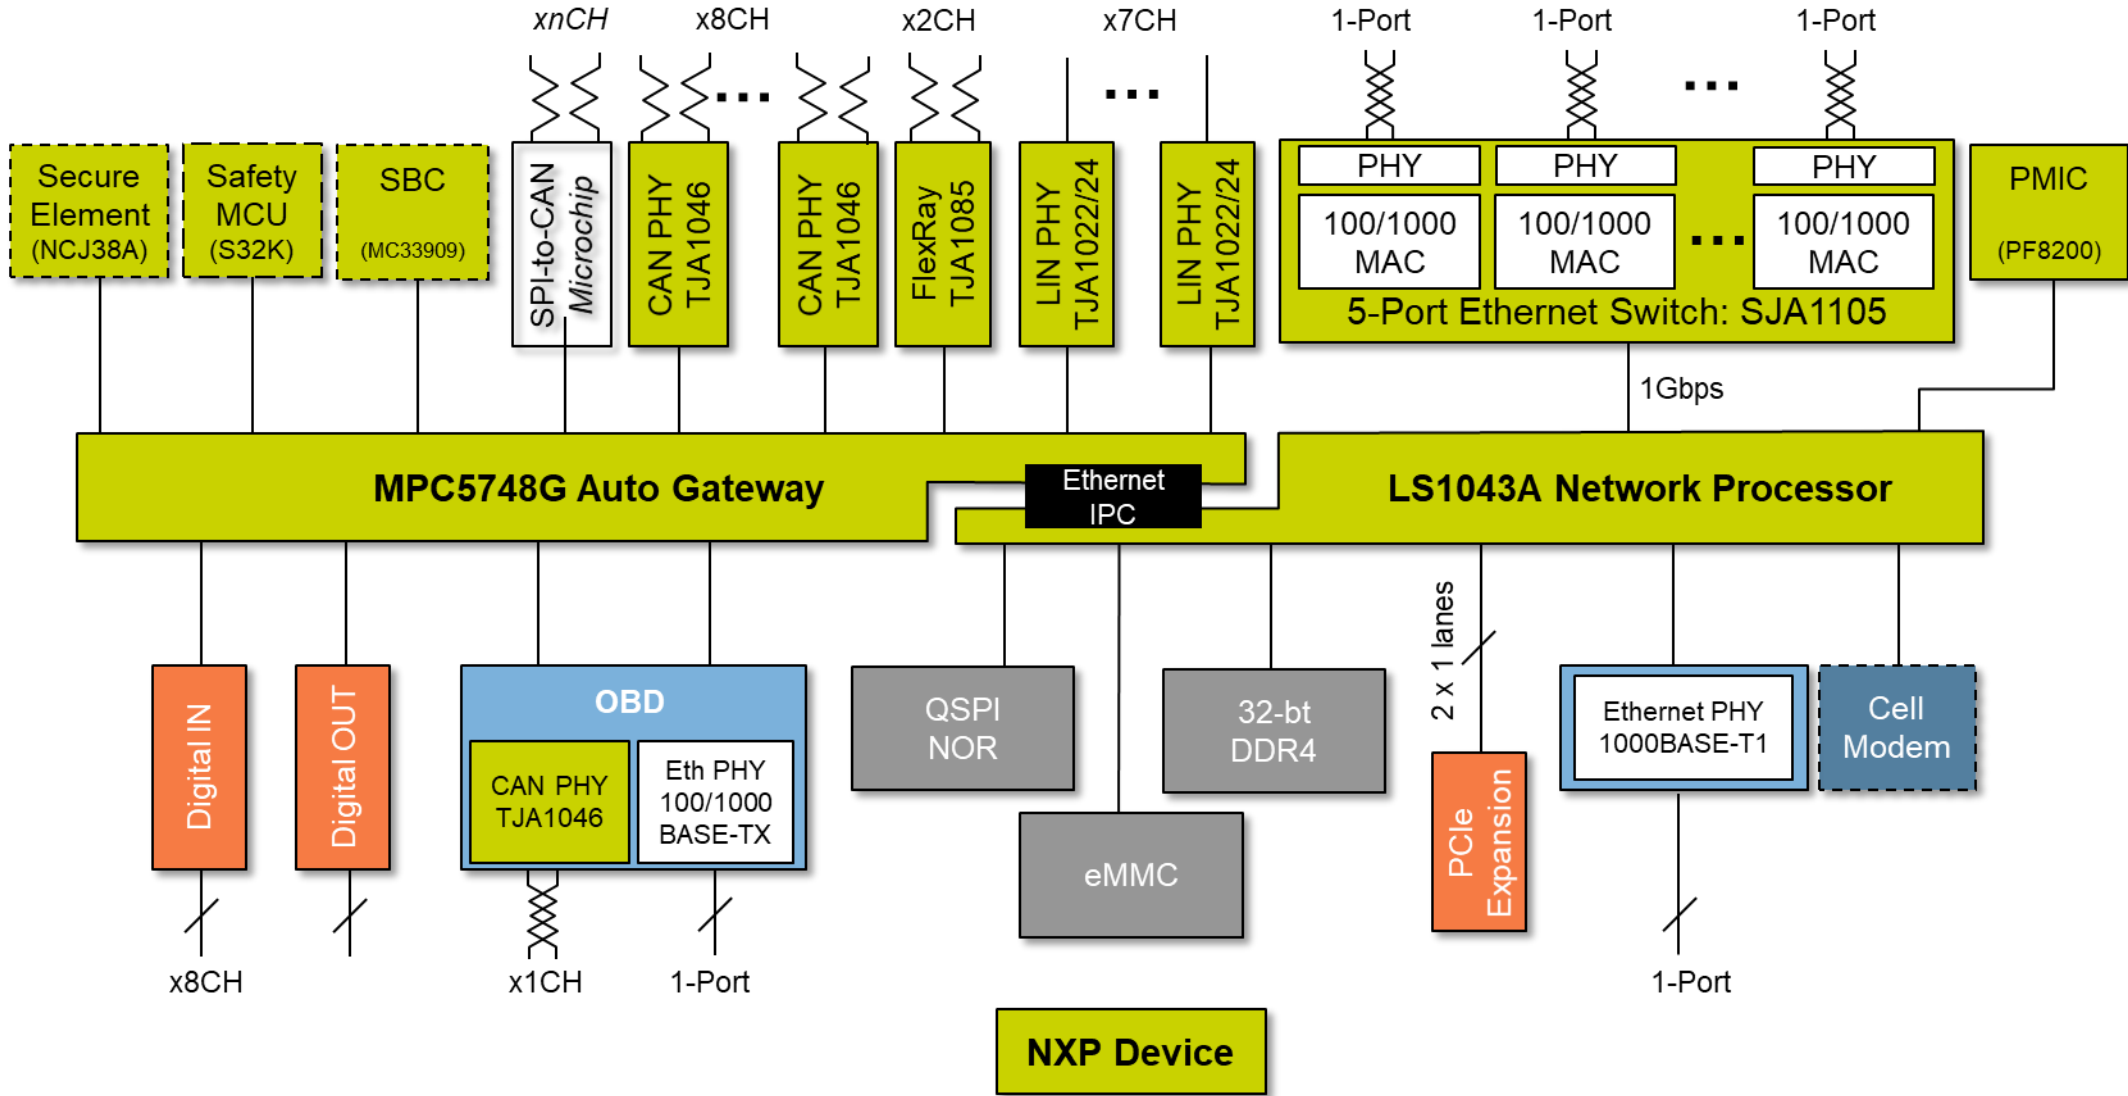 xnCH
x8CH
x2CH
x7CH
1-Port
1-Port
1-Port
Secure
Element
(NCJ38A)
Safety
MCU
(S32K)
SBC
(MC33909)
SPI-to-CAN
Microchip
CAN PHY
TJA1046
CAN PHY
TJA1046
FlexRay
TJA1085
LIN PHY
TJA1022/24
LIN PHY
TJA1022/24
PHY
PHY
PHY
100/1000
MAC
100/1000
MAC
100/1000
MAC
5-Port Ethernet Switch: SJA1105
PMIC
(PF8200)
1Gbps
MPC5748G Auto Gateway
Ethernet
IPC
LS1043A Network Processor
Digital IN
Digital OUT
OBD
CAN PHY
TJA1046
Eth PHY
100/1000
BASE-TX
QSPI
NOR
eMMC
32-bt
DDR4
2 x 1 lanes
PCIe
Expansion
Ethernet PHY
1000BASE-T1
Cell
Modem
x8CH
x1CH
1-Port
1-Port
NXP Device